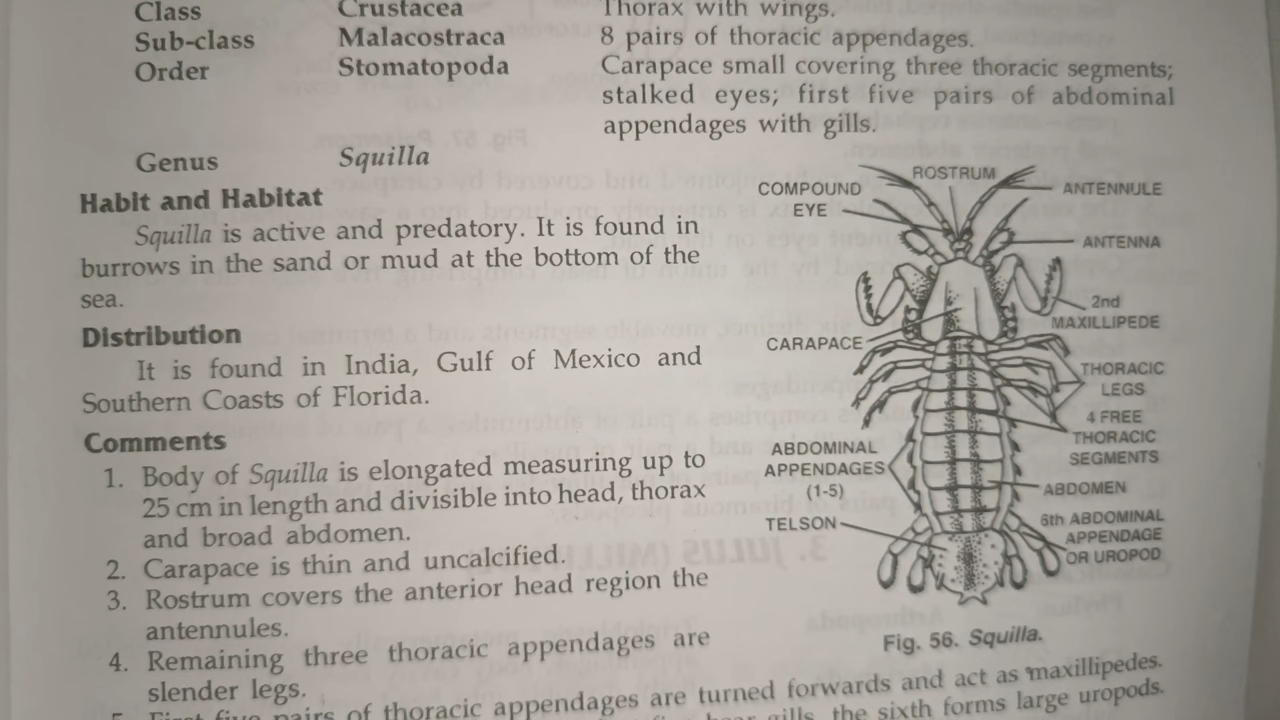 Class Crustacea Thorax with wings.
Sub-class Malacostraca 8 pairs of thoracic appendages.
Order Stomatopoda Carapace small covering three thoracic segments;
stalked eyes; first five pairs of abdominal
appendages with gills.
Genus Squilla
Habit and Habitat
Squilla is active and predatory. It is found in
burrows in the sand or mud at the bottom of the
sea.
Distribution
It is found in India, Gulf of Mexico and
Southern Coasts of Florida.
Comments
1. Body of Squilla is elongated measuring up to
25 cm in length and divisible into head, thorax
and broad abdomen.
2. Carapace is thin and uncalcified.
3. Rostrum covers the anterior head region the
antennules.
4. Remaining three thoracic appendages are
slender legs.
5. First five pairs of thoracic appendages are turned forwards and act as maxillipedes.
gills, the sixth forms large uropods.
ROSTRUM
COMPOUND
EYE
ANTENNULE
ANTENNA
2nd
MAXILLIPEDE
CARAPACE
THORACIC
LEGS
4 FREE
THORACIC
SEGMENTS
ABDOMINAL
APPENDAGES
(1-5)
ABDOMEN
TELSON
6th ABDOMINAL
APPENDAGE
OR UROPOD
Fig. 56. Squilla.